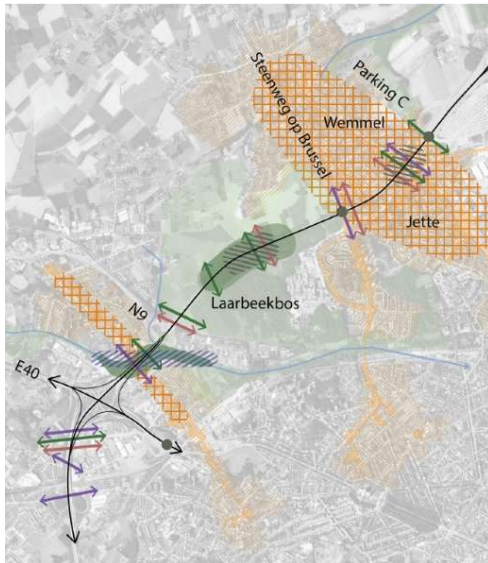 Steenweg op Brussel
Parking C
Wemmel
Jette
Laarbeekbos
N9
E40